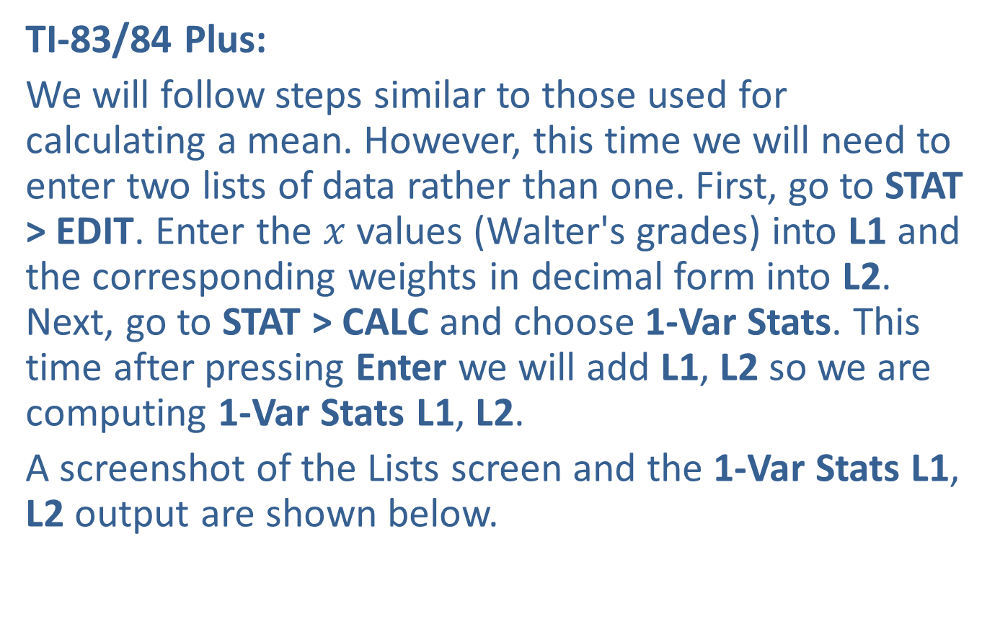 TI-83/84 Plus:
We will follow steps similar to those used for
calculating a mean. However, this time we will need to
enter two lists of data rather than one. First, go to STAT
> EDIT. Enter the 𝑥 values (Walter's grades) into L1 and
the corresponding weights in decimal form into L2.
Next, go to STAT > CALC and choose 1-Var Stats. This
time after pressing Enter we will add L1, L2 so we are
computing 1-Var Stats L1, L2.
A screenshot of the Lists screen and the 1-Var Stats L1,
L2 output are shown below.